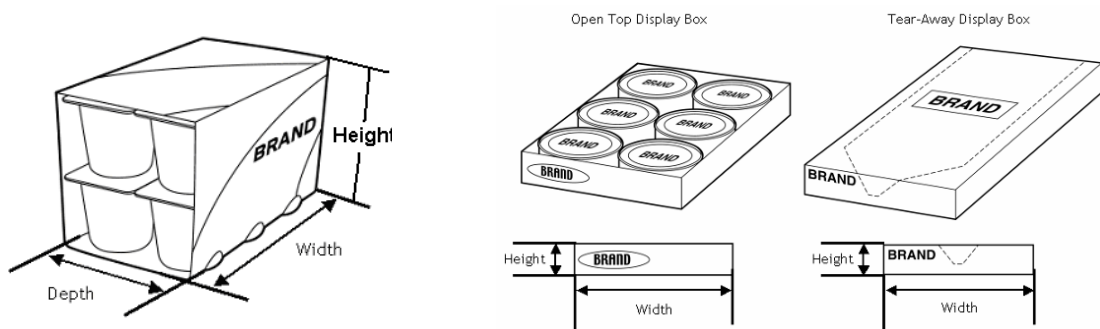 Open Top Display Box
Tear-Away Display Box
BRAND
Height
Width
Depth
BRAND
BRAND
BRAND
BRAND
BRAND
BRAND
BRAND
BRAND
BRAND
Height
BRAND
Width
Height
BRAND
Width